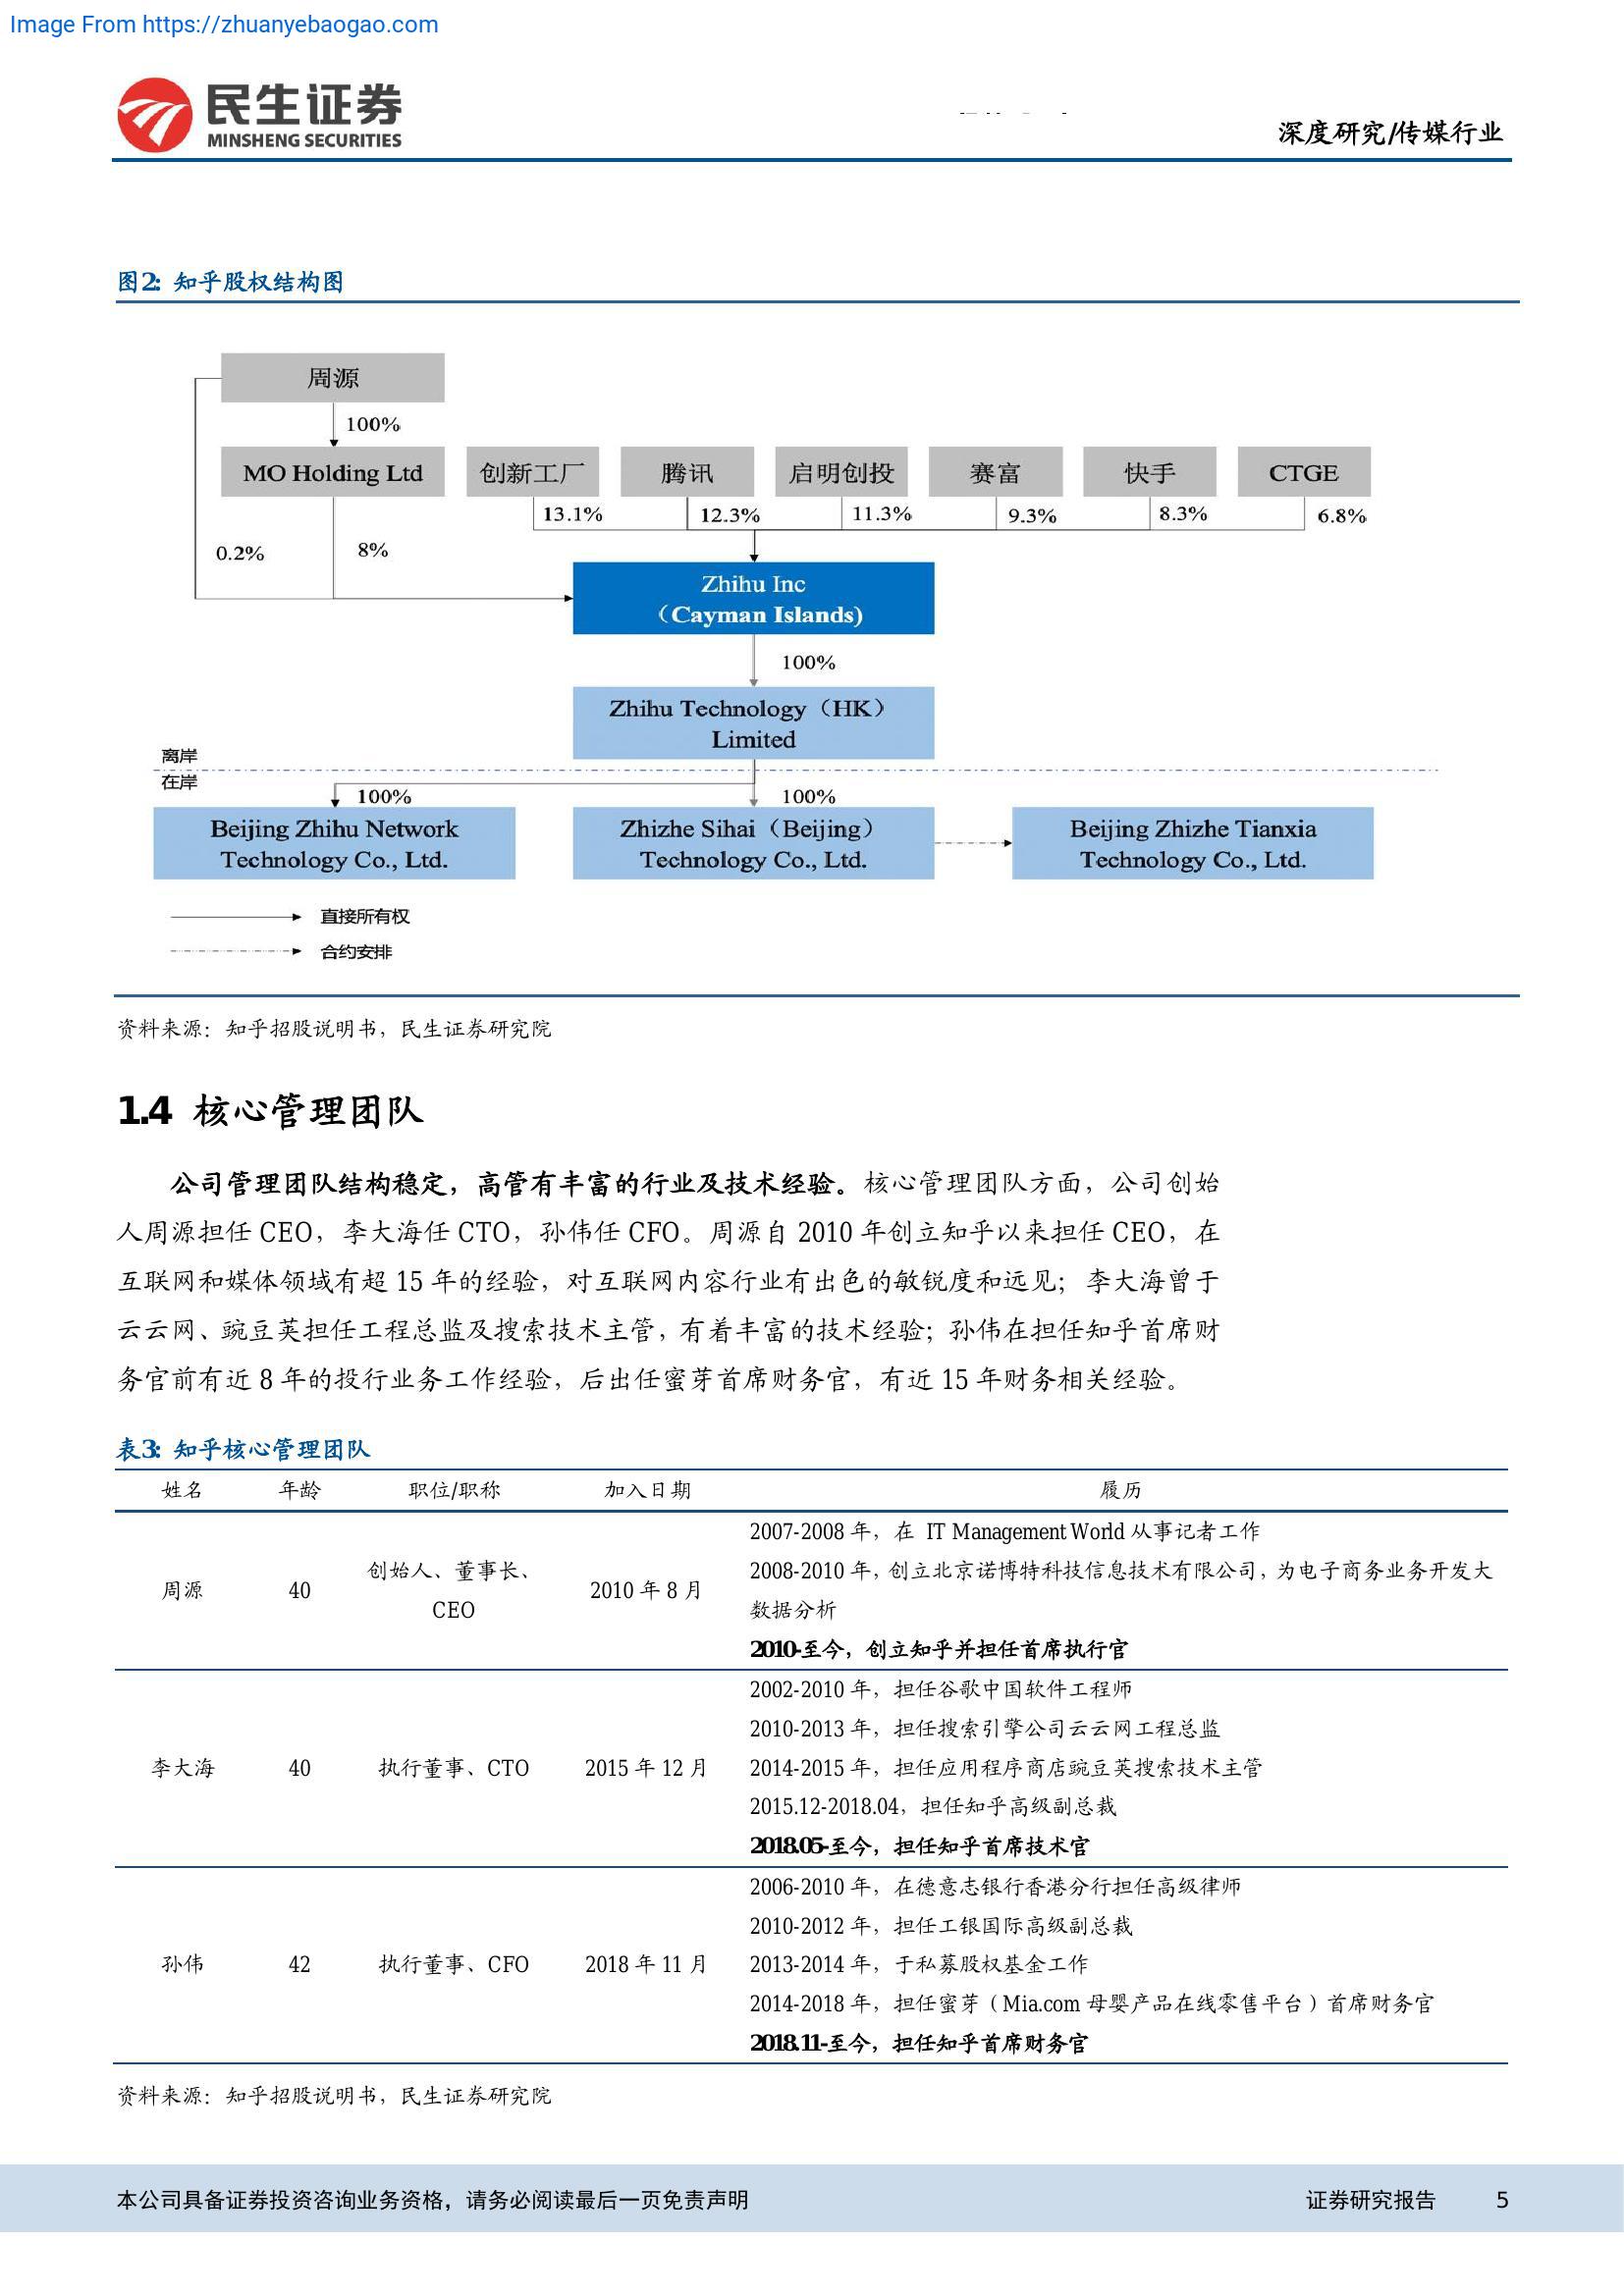 Image From https://zhuanyebaogao.com
民生证券
MINSHENG SECURITIES
深度研究/传媒行业
图2: 知乎股权结构图
周源
100%
MO Holding Ltd
创新工厂
腾讯
启明创投
赛富
快手
CTGE
13.1%
12.3%
11.3%
9.3%
8.3%
6.8%
0.2%
8%
Zhihu Inc
（Cayman Islands)
100%
Zhihu Technology（HK）
Limited
离岸
在岸
100%
100%
Beijing Zhihu Network
Technology Co., Ltd.
Zhizhe Sihai（Beijing）
Technology Co., Ltd.
Beijing Zhizhe Tianxia
Technology Co., Ltd.
直接所有权
合约安排
资料来源：知乎招股说明书，民生证券研究院
1.4 核心管理团队
公司管理团队结构稳定，高管有丰富的行业及技术经验。核心管理团队方面，公司创始
人周源担任 CEO，李大海任 CTO，孙伟任 CFO。周源自 2010 年创立知乎以来担任 CEO，在
互联网和媒体领域有超 15 年的经验，对互联网内容行业有出色的敏锐度和远见；李大海曾于
云云网、豌豆荚担任工程总监及搜索技术主管，有着丰富的技术经验；孙伟在担任知乎首席财
务官前有近 8 年的投行业务工作经验，后出任蜜芽首席财务官，有近 15 年财务相关经验。
表3: 知乎核心管理团队
姓名 年龄 职位/职称 加入日期 履历
周源 40 创始人、董事长、CEO 2010 年 8 月
2007-2008 年，在 IT Management World 从事记者工作
2008-2010 年，创立北京诺博特科技信息技术有限公司，为电子商务业务开发大
数据分析
2010-至今，创立知乎并担任首席执行官
李大海 40 执行董事、CTO 2015 年 12 月
2002-2010 年，担任谷歌中国软件工程师
2010-2013 年，担任搜索引擎公司云云网工程总监
2014-2015 年，担任应用程序商店豌豆荚搜索技术主管
2015.12-2018.04，担任知乎高级副总裁
2018.05-至今，担任知乎首席技术官
孙伟 42 执行董事、CFO 2018 年 11 月
2006-2010 年，在德意志银行香港分行担任高级律师
2010-2012 年，担任工银国际高级副总裁
2013-2014 年，于私募股权基金工作
2014-2018 年，担任蜜芽（Mia.com 母婴产品在线零售平台）首席财务官
2018.11-至今，担任知乎首席财务官
资料来源：知乎招股说明书，民生证券研究院
本公司具备证券投资咨询业务资格，请务必阅读最后一页免责声明
证券研究报告 5